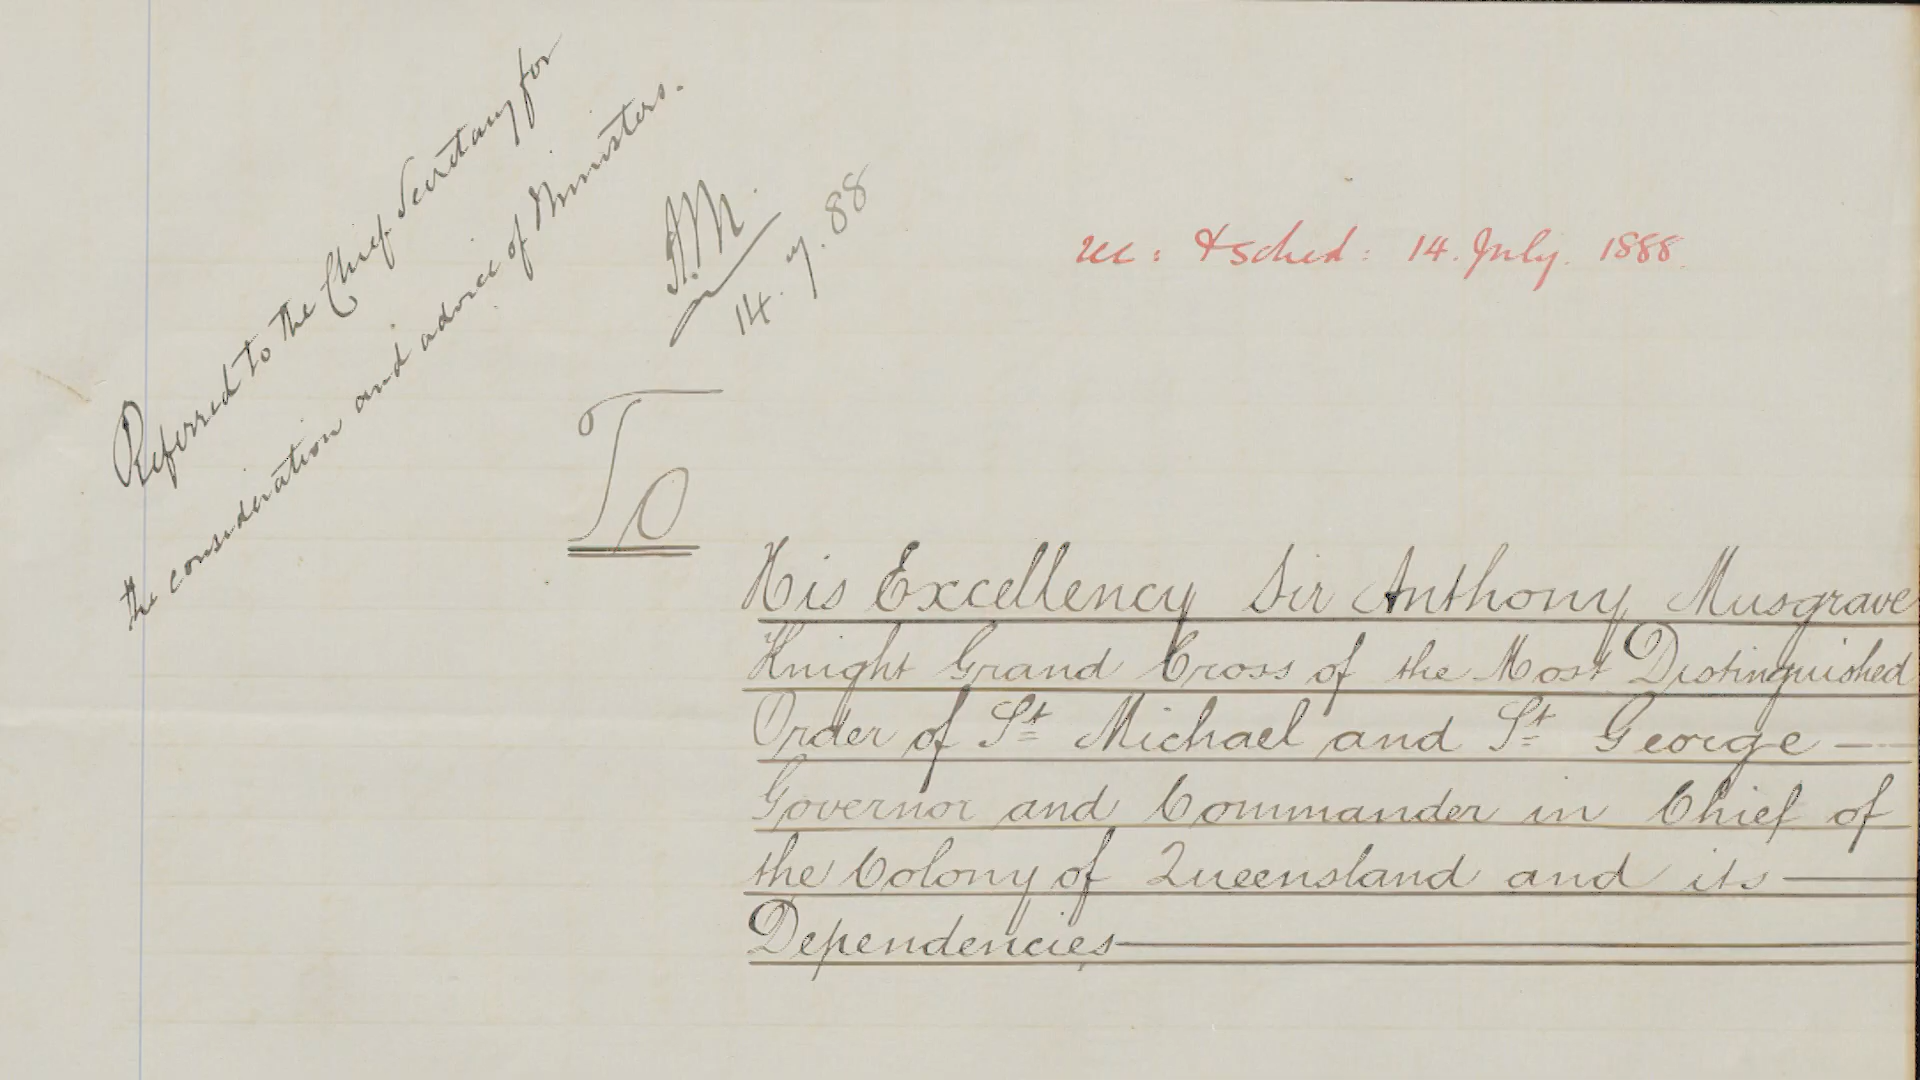 Referred to the Chief Secretary for
the consideration and advice of Ministers.
A.M.
14. 7. 88
rec: & sched: 14. July. 1888.
To
His Excellency Sir Anthony Musgrave
Knight Grand Cross of the Most Distinguished
Order of St Michael and St George —
Governor and Commander in Chief of
the Colony of Queensland and its —
Dependencies —